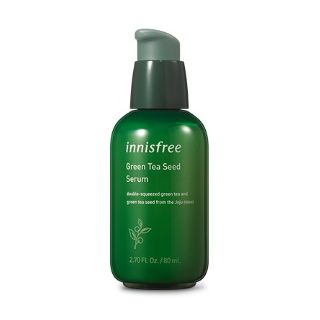 innisfree
Green Tea Seed
Serum
double-squeezed green tea and
green tea seed from the Jeju island
2.70 FL Oz. / 80 mL.